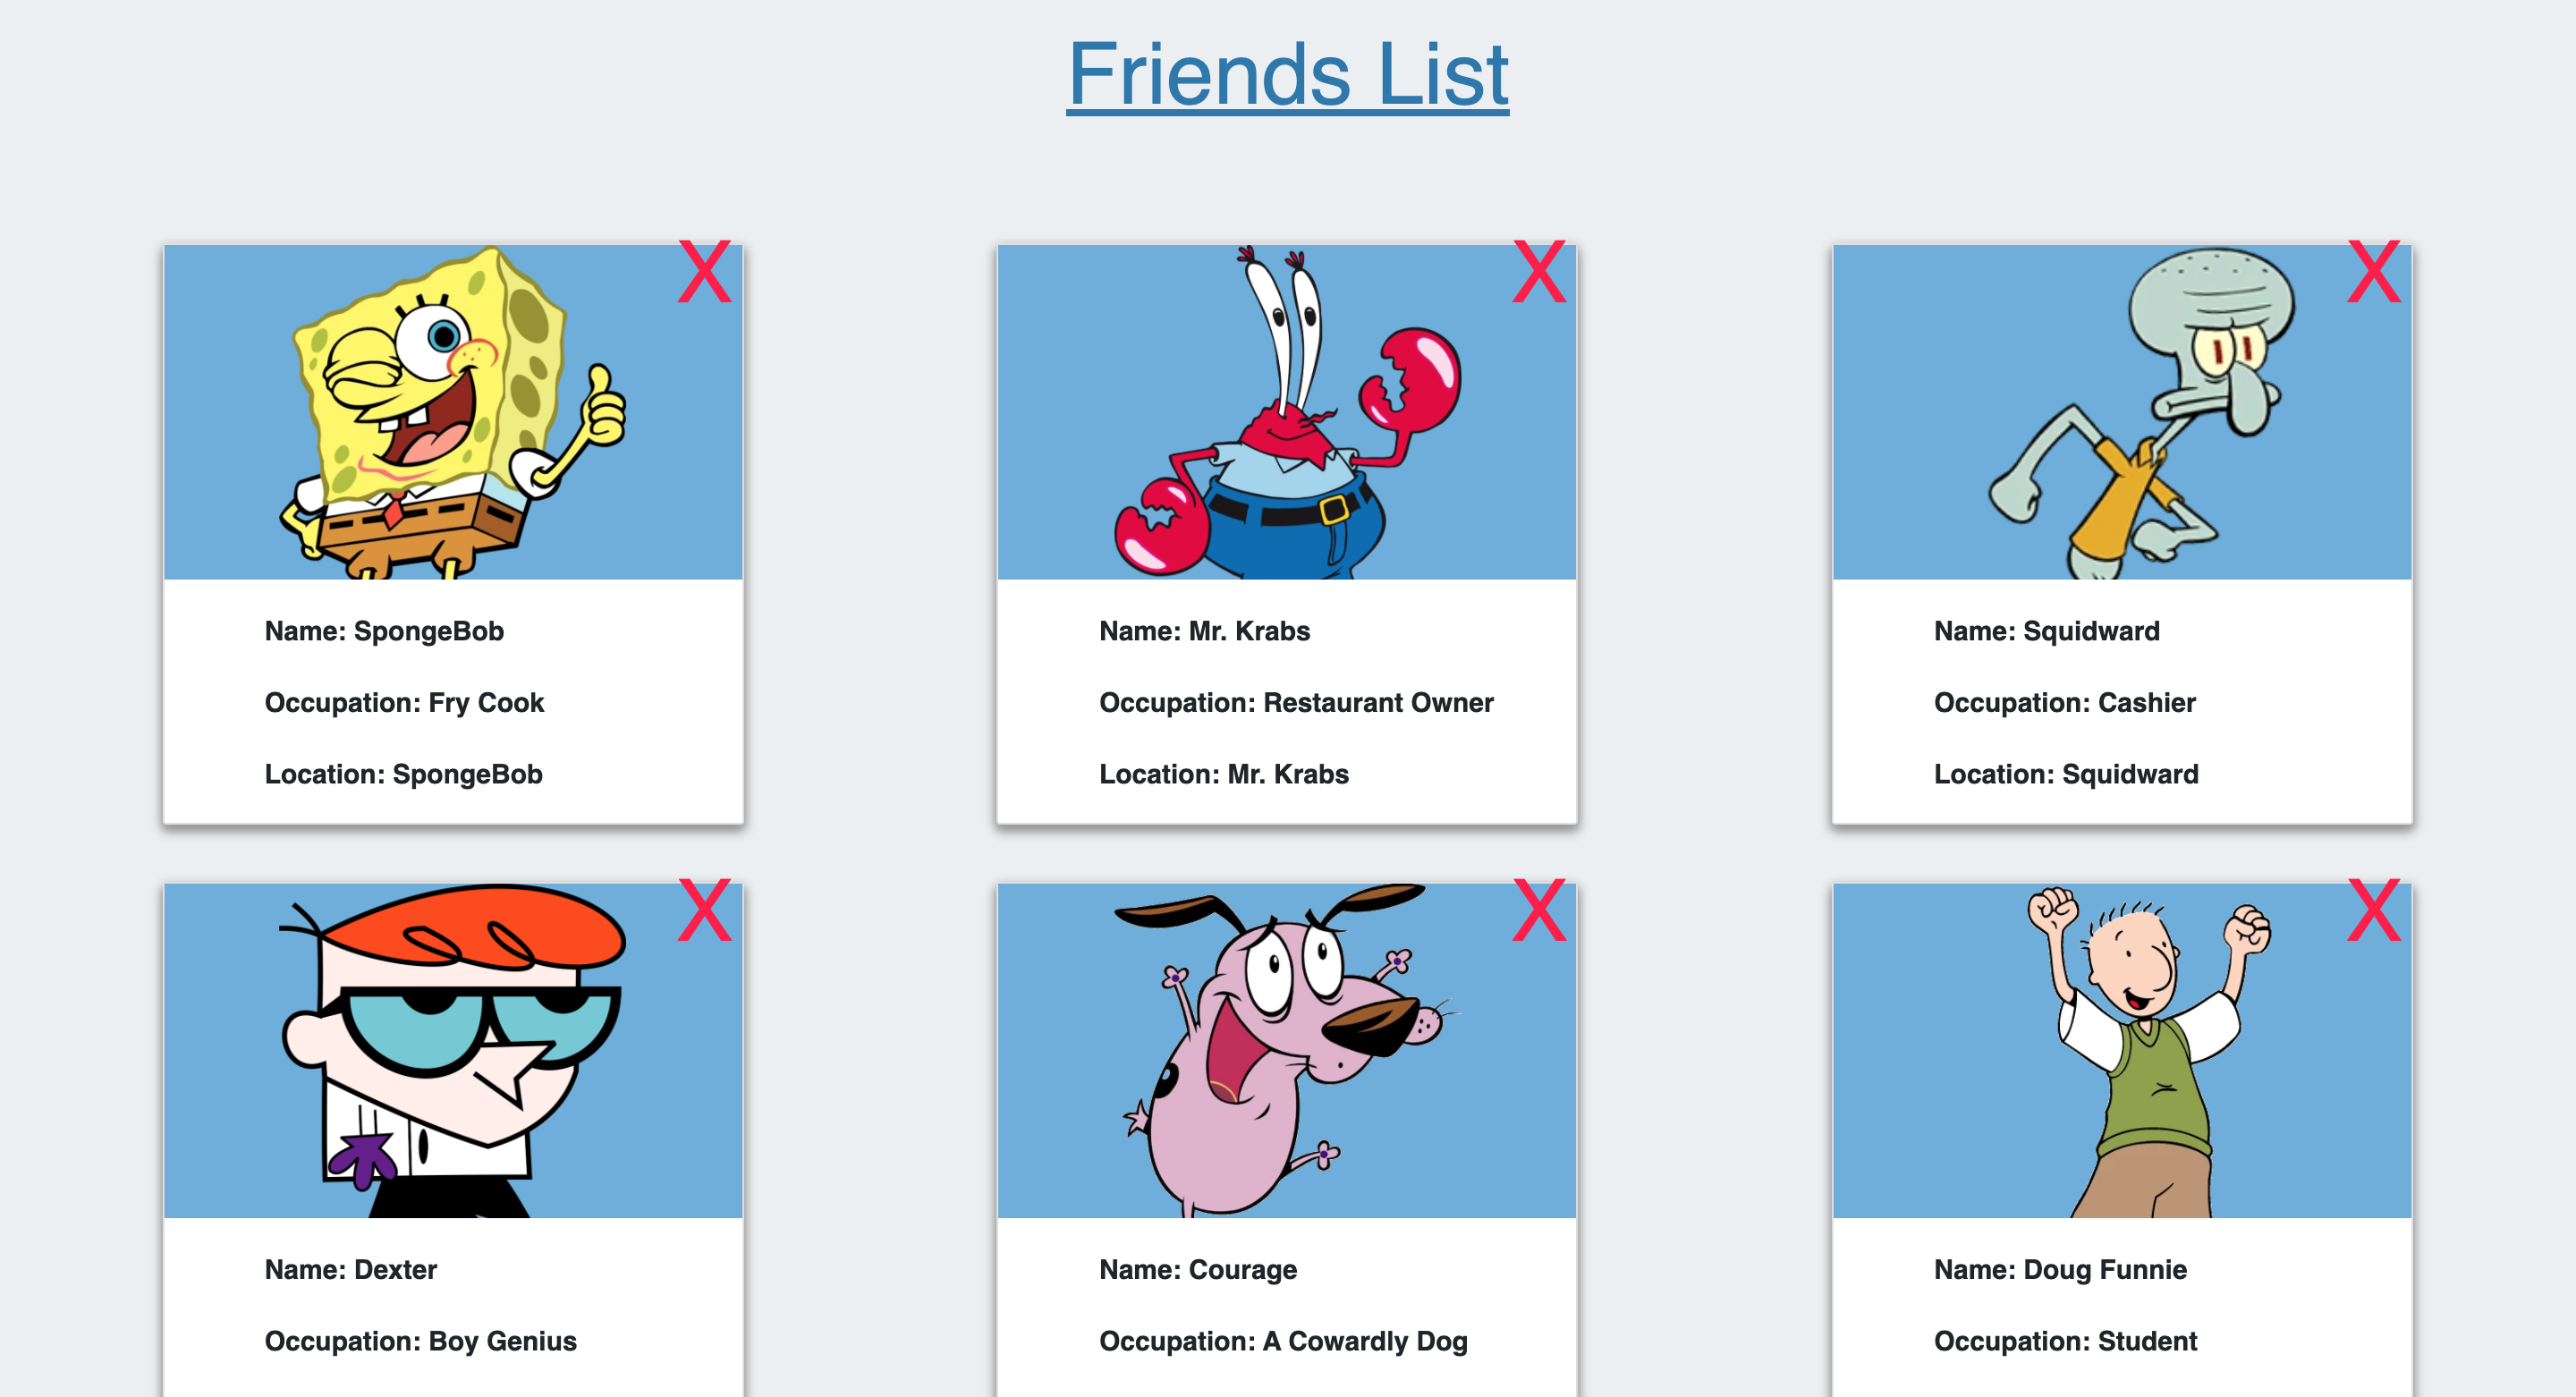 Friends List
X
X
X
Name: SpongeBob
Occupation: Fry Cook
Location: SpongeBob
Name: Mr. Krabs
Occupation: Restaurant Owner
Location: Mr. Krabs
Name: Squidward
Occupation: Cashier
Location: Squidward
X
X
X
Name: Dexter
Occupation: Boy Genius
Name: Courage
Occupation: A Cowardly Dog
Name: Doug Funnie
Occupation: Student